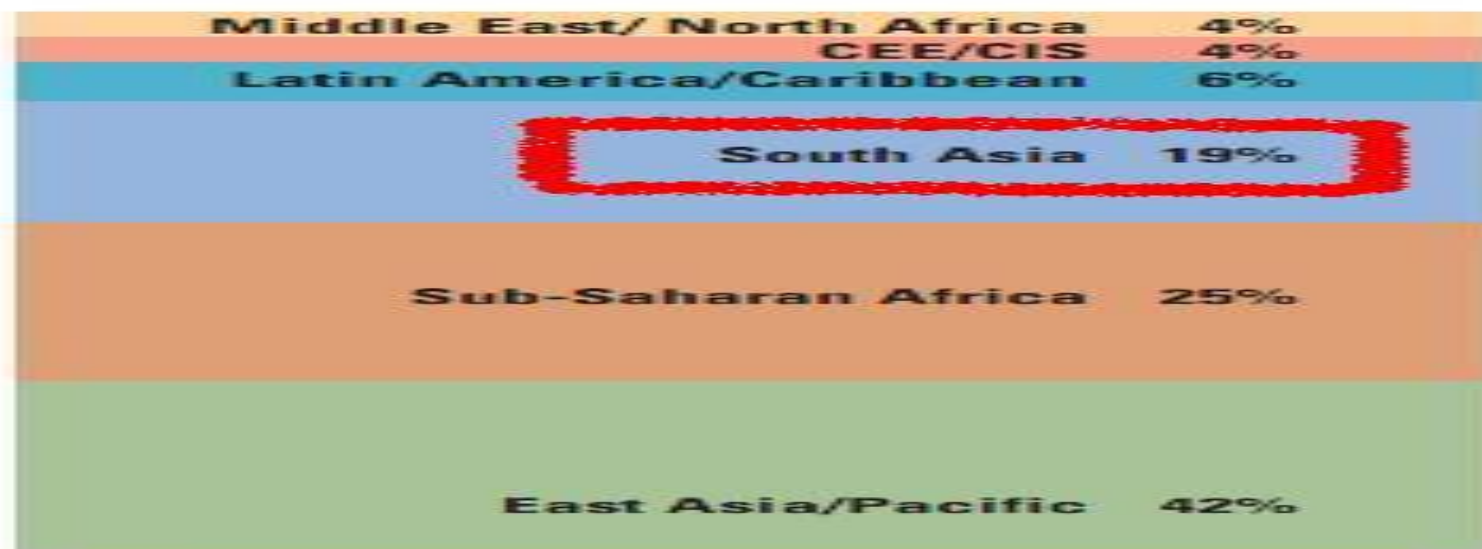 Middle East/ North Africa 4%
CEE/CIS 4%
Latin America/Caribbean 6%
South Asia 19%
Sub-Saharan Africa 25%
East Asia/Pacific 42%